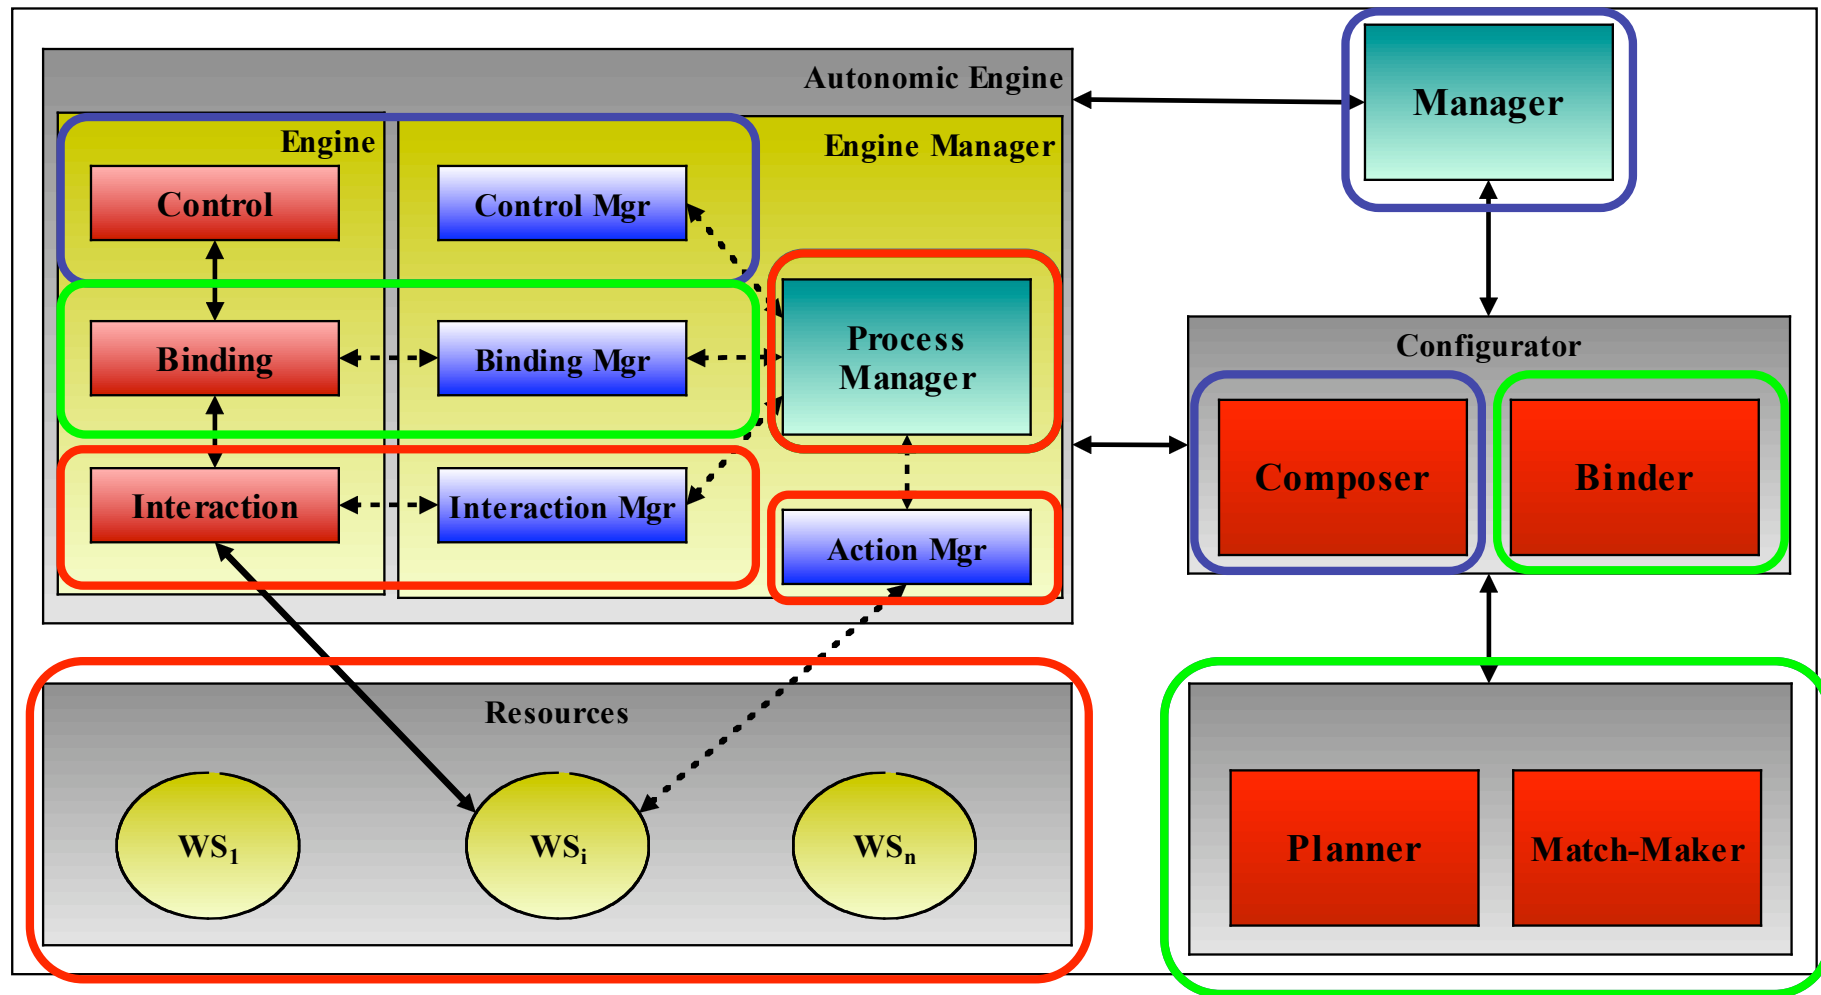 Autonomic Engine
Manager
Engine
Engine Manager
Control
Control Mgr
Binding
Binding Mgr
Process
Manager
Configurator
Composer
Binder
Interaction
Interaction Mgr
Action Mgr
Resources
WS1
WSi
WSn
Planner
Match-Maker